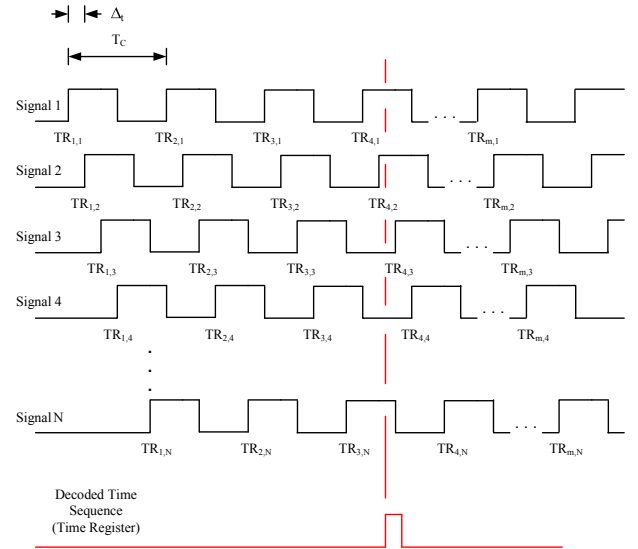 Δt
TC
Signal 1
. . .
TR1,1 TR2,1 TR3,1 TR4,1 TRm,1
Signal 2
. . .
TR1,2 TR2,2 TR3,2 TR4,2 TRm,2
Signal 3
. . .
TR1,3 TR2,3 TR3,3 TR4,3 TRm,3
Signal 4
. . .
TR1,4 TR2,4 TR3,4 TR4,4 TRm,4
Signal N
. . .
TR1,N TR2,N TR3,N TR4,N TRm,N
Decoded Time
Sequence
(Time Register)